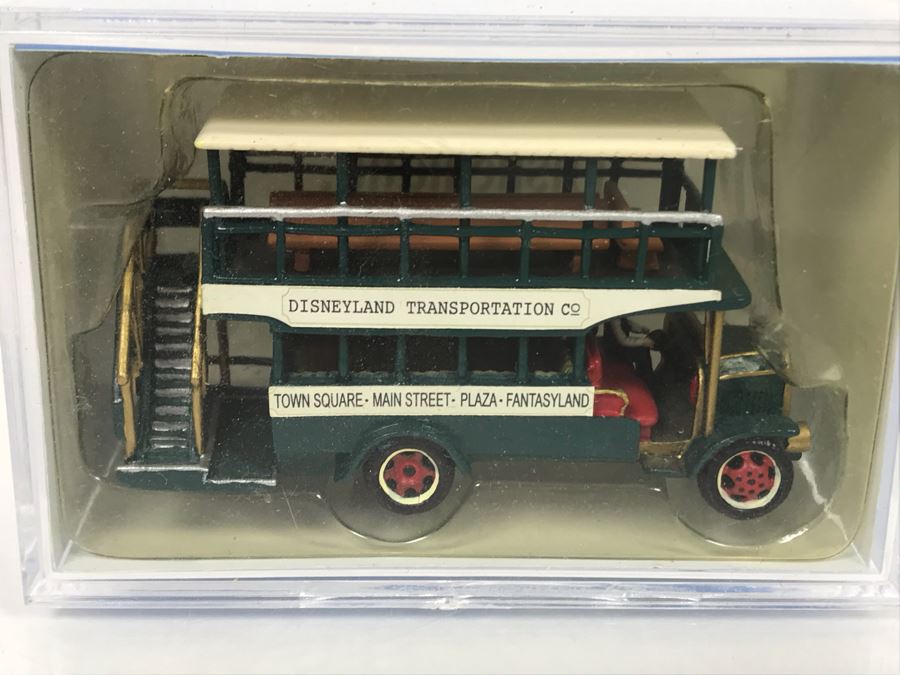 DISNEYLAND TRANSPORTATION CO
TOWN SQUARE · MAIN STREET · PLAZA · FANTASYLAND